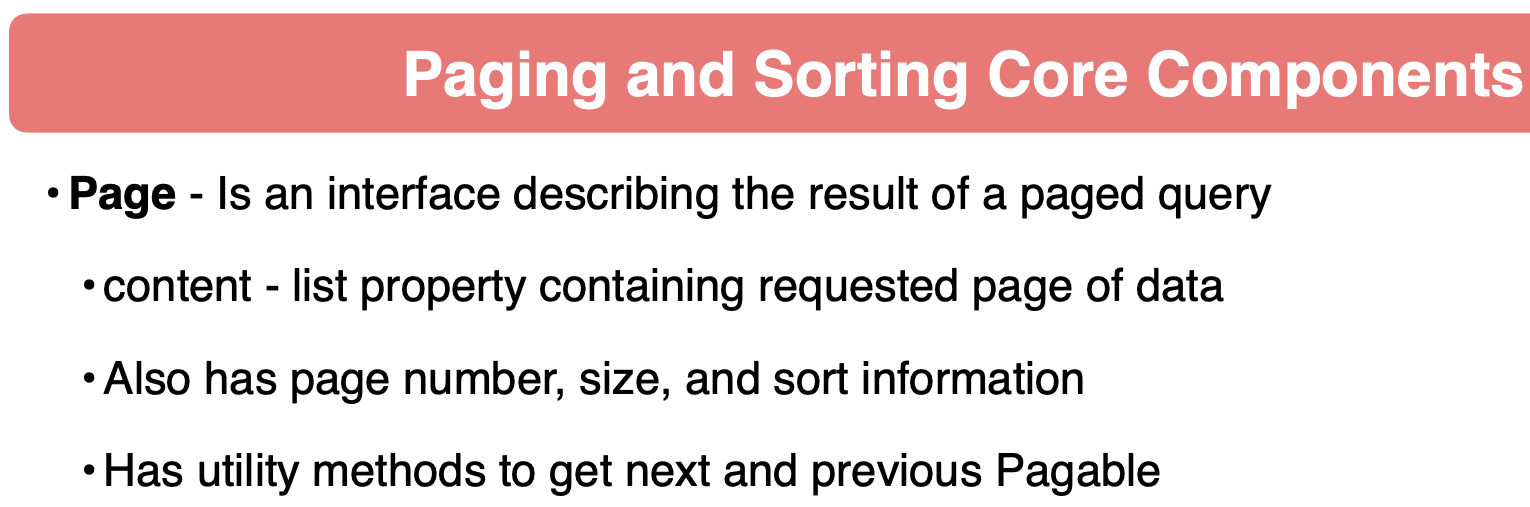 Paging and Sorting Core Components
• Page - Is an interface describing the result of a paged query
• content - list property containing requested page of data
• Also has page number, size, and sort information
• Has utility methods to get next and previous Pagable